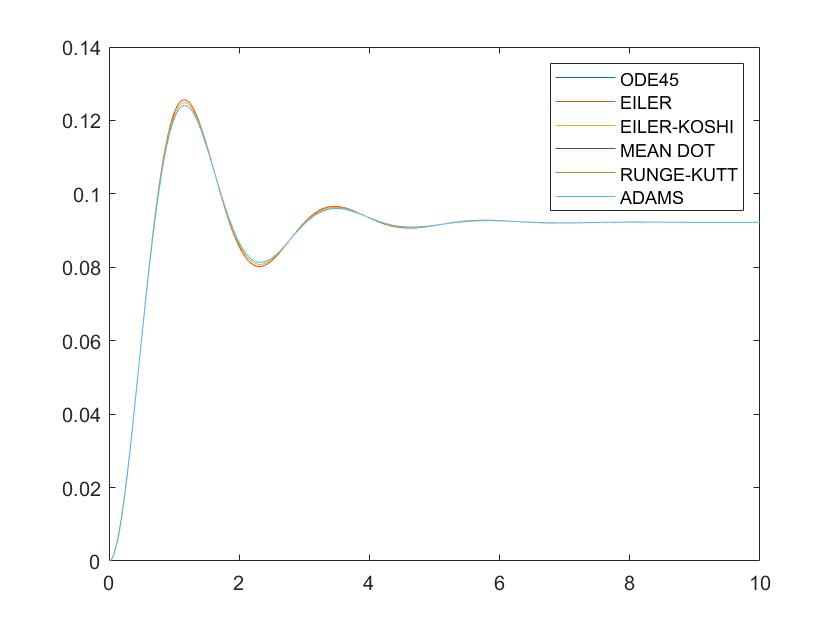 0.14
0.12
0.1
0.08
0.06
0.04
0.02
0
0 2 4 6 8 10
ODE45
EILER
EILER-KOSHI
MEAN DOT
RUNGE-KUTT
ADAMS